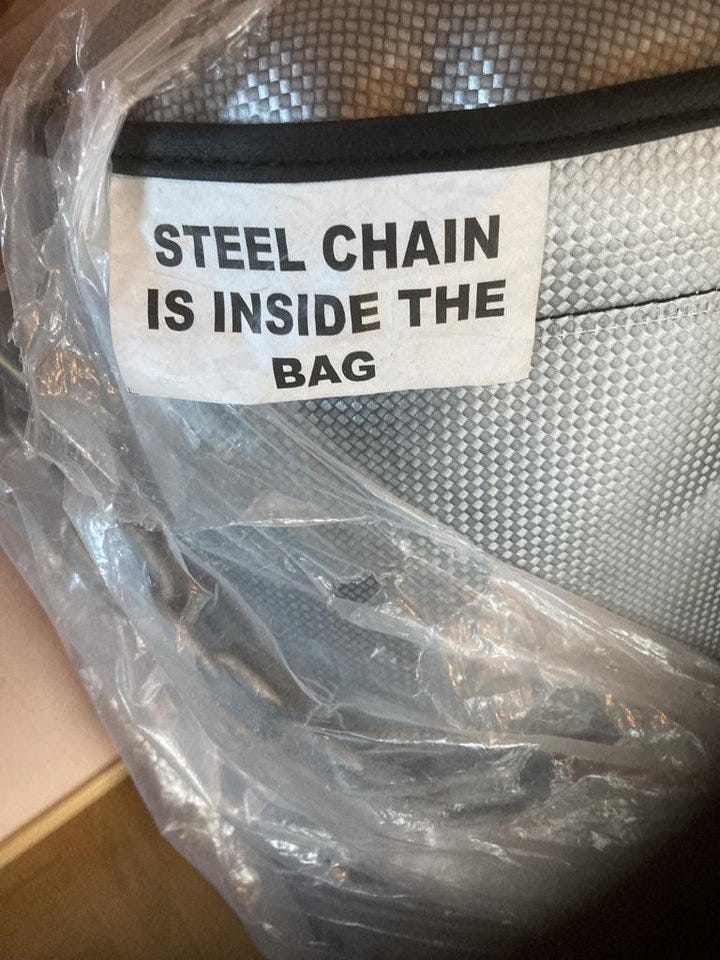 STEEL CHAIN
IS INSIDE THE
BAG